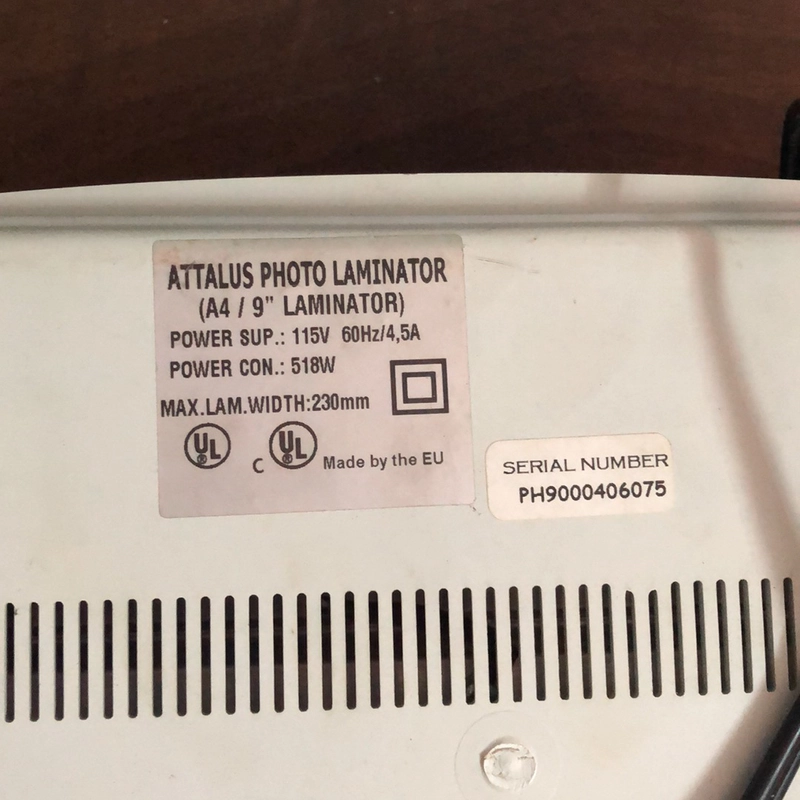 ATTALUS PHOTO LAMINATOR
(A4 / 9" LAMINATOR)
POWER SUP.: 115V 60Hz/4,5A
POWER CON.: 518W
MAX.LAM.WIDTH:230mm
UL® C UL® Made by the EU
SERIAL NUMBER
PH9000406075